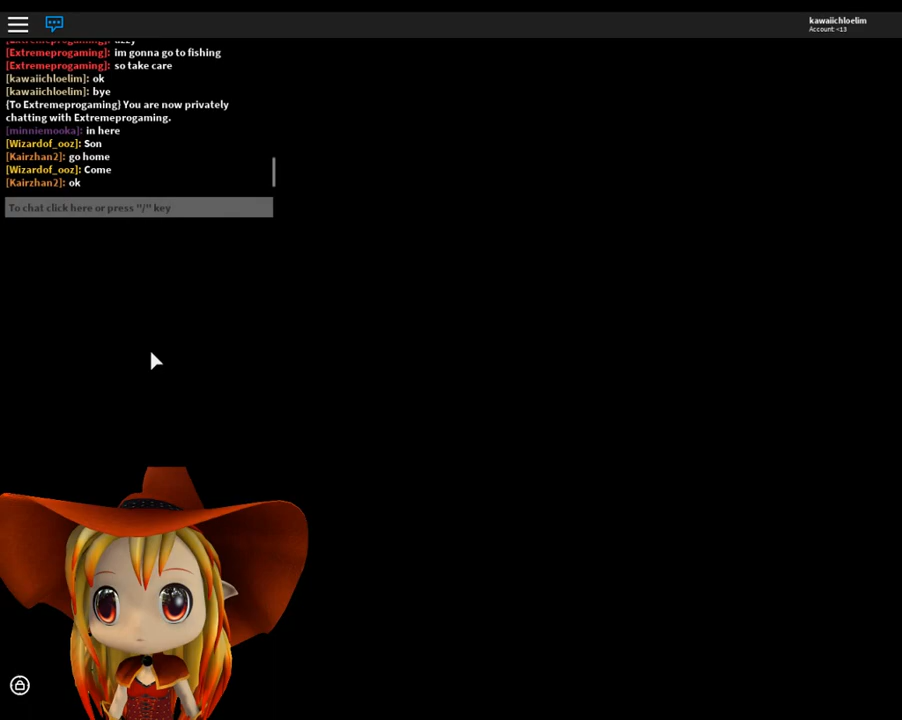 kawaiichloelim
Account: <13
[Extremeprogaming]:
[Extremeprogaming]: im gonna go to fishing
[Extremeprogaming]: so take care
[kawaiichloelim]: ok
[kawaiichloelim]: bye
{To Extremeprogaming} You are now privately
chatting with Extremeprogaming.
[minniemooka]: in here
[Wizardof_ooz]: Son
[Kairzhan2]: go home
[Wizardof_ooz]: Come
[Kairzhan2]: ok
To chat click here or press "/" key